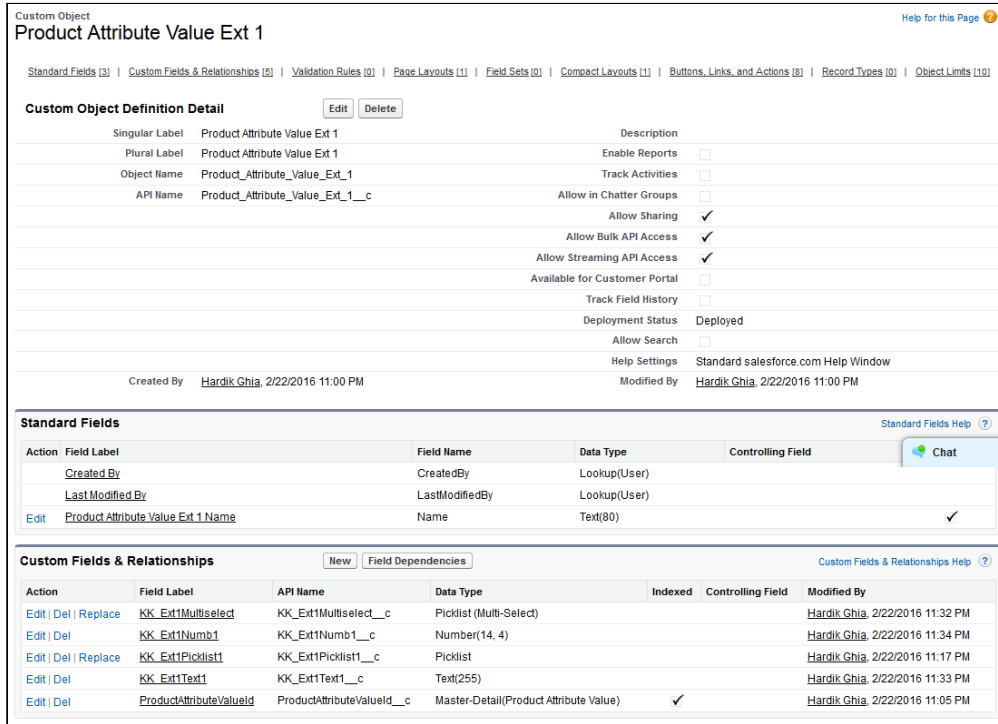 Custom Object
Help for this Page
Product Attribute Value Ext 1
Standard Fields [3] | Custom Fields & Relationships [5] | Validation Rules [0] | Page Layouts [1] | Field Sets [0] | Compact Layouts [1] | Buttons, Links, and Actions [8] | Record Types [0] | Object Limits [10]
Custom Object Definition Detail Edit Delete
Singular Label Product Attribute Value Ext 1 Description
Plural Label Product Attribute Value Ext 1 Enable Reports
Object Name Product_Attribute_Value_Ext_1 Track Activities
API Name Product_Attribute_Value_Ext_1__c Allow in Chatter Groups
Allow Sharing ✓
Allow Bulk API Access ✓
Allow Streaming API Access ✓
Available for Customer Portal
Track Field History
Deployment Status Deployed
Allow Search
Help Settings Standard salesforce.com Help Window
Created By Hardik Ghia, 2/22/2016 11:00 PM Modified By Hardik Ghia, 2/22/2016 11:00 PM
Standard Fields Standard Fields Help ?
Action Field Label Field Name Data Type Controlling Field Chat
Created By CreatedBy Lookup(User)
Last Modified By LastModifiedBy Lookup(User)
Edit Product Attribute Value Ext 1 Name Name Text(80) ✓
Custom Fields & Relationships New Field Dependencies Custom Fields & Relationships Help ?
Action Field Label API Name Data Type Indexed Controlling Field Modified By
Edit | Del | Replace KK_Ext1Multiselect KK_Ext1Multiselect__c Picklist (Multi-Select) Hardik Ghia, 2/22/2016 11:32 PM
Edit | Del KK_Ext1Numb1 KK_Ext1Numb1__c Number(14, 4) Hardik Ghia, 2/22/2016 11:34 PM
Edit | Del | Replace KK_Ext1Picklist1 KK_Ext1Picklist1__c Picklist Hardik Ghia, 2/22/2016 11:17 PM
Edit | Del KK_Ext1Text1 KK_Ext1Text1__c Text(255) Hardik Ghia, 2/22/2016 11:33 PM
Edit | Del ProductAttributeValueId ProductAttributeValueId__c Master-Detail(Product Attribute Value) ✓ Hardik Ghia, 2/22/2016 11:05 PM